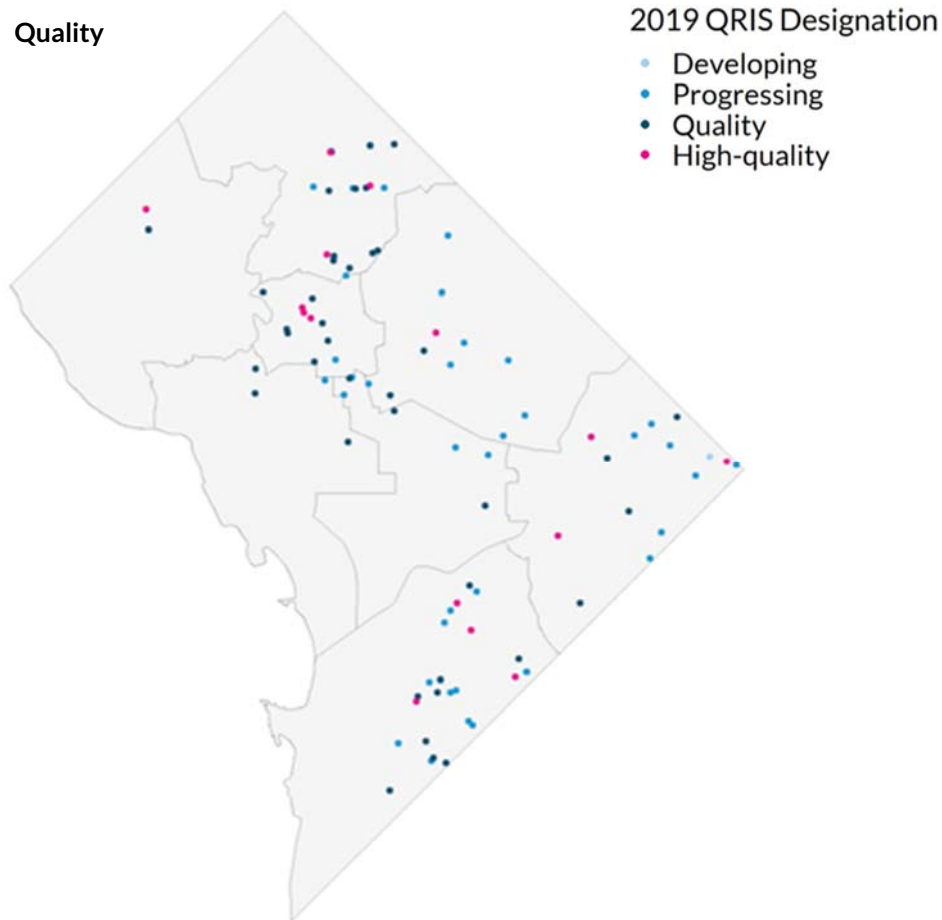 Quality
2019 QRIS Designation
Developing
Progressing
Quality
High-quality